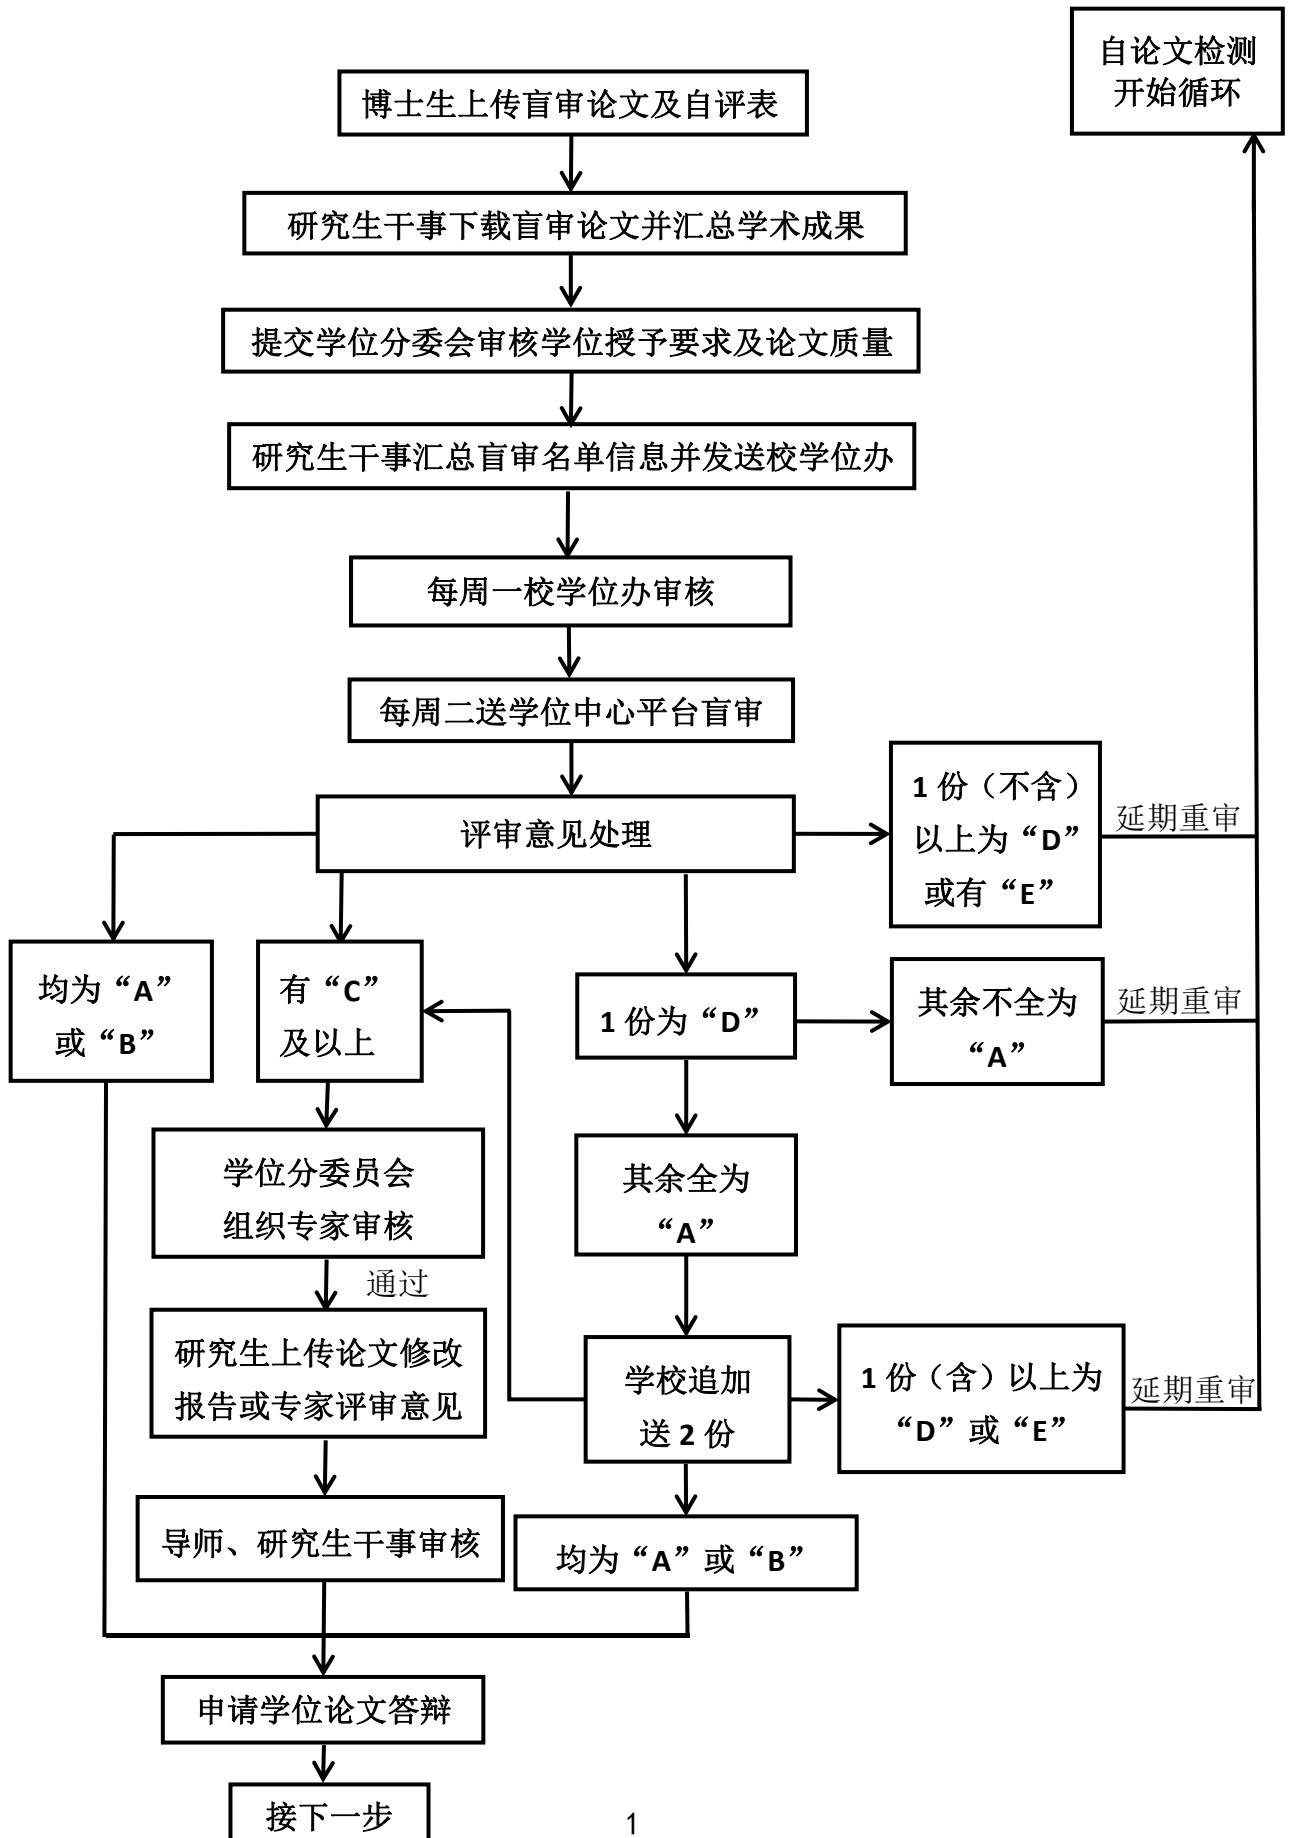 自论文检测
开始循环
博士生上传盲审论文及自评表
研究生干事下载盲审论文并汇总学术成果
提交学位分委会审核学位授予要求及论文质量
研究生干事汇总盲审名单信息并发送校学位办
每周一校学位办审核
每周二送学位中心平台盲审
评审意见处理
1 份（不含）
以上为“D”
或有“E”
延期重审
均为“A”
或“B”
有“C”
及以上
1 份为“D”
其余不全为
“A”
延期重审
学位分委员会
组织专家审核
其余全为
“A”
通过
研究生上传论文修改
报告或专家评审意见
学校追加
送 2 份
1 份（含）以上为
“D”或“E”
延期重审
导师、研究生干事审核
均为“A”或“B”
申请学位论文答辩
接下一步
1